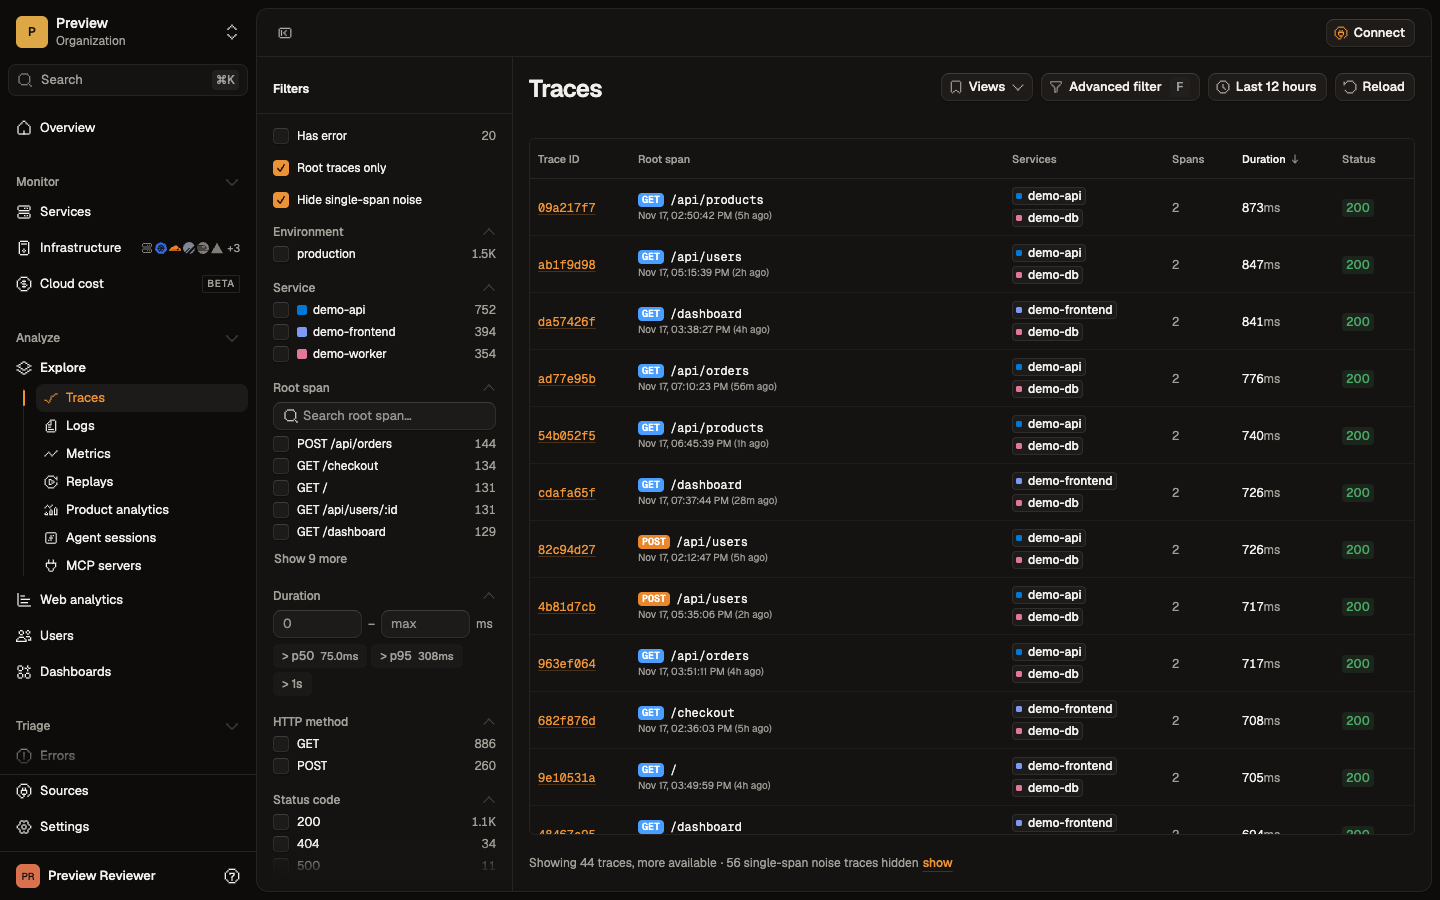 P
Preview
Organization
Search
⌘K
Overview
Monitor
Services
Infrastructure +3
Cloud cost BETA
Analyze
Explore
Traces
Logs
Metrics
Replays
Product analytics
Agent sessions
MCP servers
Web analytics
Users
Dashboards
Triage
Errors
Sources
Settings
PR Preview Reviewer
Connect
Filters
Has error 20
Root traces only
Hide single-span noise
Environment
production 1.5K
Service
demo-api 752
demo-frontend 394
demo-worker 354
Root span
Search root span...
POST /api/orders 144
GET /checkout 134
GET / 131
GET /api/users/:id 131
GET /dashboard 129
Show 9 more
Duration
0 – max ms
> p50 75.0ms > p95 308ms
> 1s
HTTP method
GET 886
POST 260
Status code
200 1.1K
404 34
500 11
Traces
Views Advanced filter F Last 12 hours Reload
Trace ID Root span Services Spans Duration ↓ Status
09a217f7 GET /api/products demo-api 2 873ms 200
Nov 17, 02:50:42 PM (5h ago) demo-db
ab1f9d98 GET /api/users demo-api 2 847ms 200
Nov 17, 05:15:39 PM (2h ago) demo-db
da57426f GET /dashboard demo-frontend 2 841ms 200
Nov 17, 03:38:27 PM (4h ago) demo-db
ad77e95b GET /api/orders demo-api 2 776ms 200
Nov 17, 07:10:23 PM (56m ago) demo-db
54b052f5 GET /api/products demo-api 2 740ms 200
Nov 17, 06:45:39 PM (1h ago) demo-db
cdafa65f GET /dashboard demo-frontend 2 726ms 200
Nov 17, 07:37:44 PM (28m ago) demo-db
82c94d27 POST /api/users demo-api 2 726ms 200
Nov 17, 02:12:47 PM (5h ago) demo-db
4b81d7cb POST /api/users demo-api 2 717ms 200
Nov 17, 05:35:06 PM (2h ago) demo-db
963ef064 GET /api/orders demo-api 2 717ms 200
Nov 17, 03:51:11 PM (4h ago) demo-db
682f876d GET /checkout demo-frontend 2 708ms 200
Nov 17, 02:36:03 PM (5h ago) demo-db
9e10531a GET / demo-frontend 2 705ms 200
Nov 17, 03:49:59 PM (4h ago) demo-db
GET /dashboard demo-frontend
Showing 44 traces, more available · 56 single-span noise traces hidden show